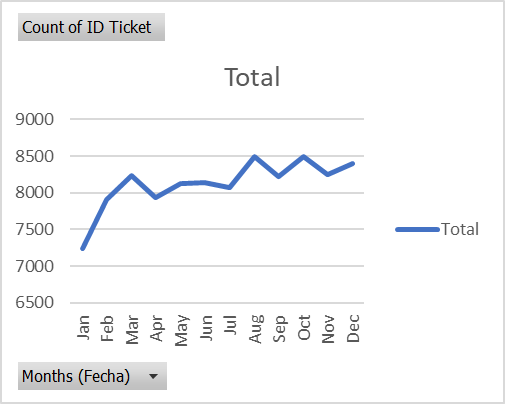 Count of ID Ticket
Total
9000
8500
8000
7500
7000
6500
Total
Jan
Feb
Mar
Apr
May
Jun
Jul
Aug
Sep
Oct
Nov
Dec
Months (Fecha)